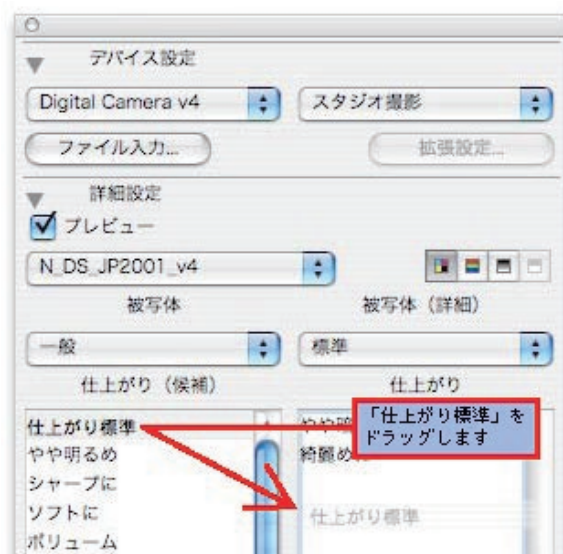 デバイス設定
Digital Camera v4
スタジオ撮影
ファイル入力...
拡張設定...
詳細設定
プレビュー
N_DS_JP2001_v4
被写体
被写体（詳細）
一般
標準
仕上がり（候補）
仕上がり
仕上がり標準
やや明るめ
シャープに
ソフトに
ボリューム
やや明
綺麗め
「仕上がり標準」を
ドラッグします
仕上がり標準